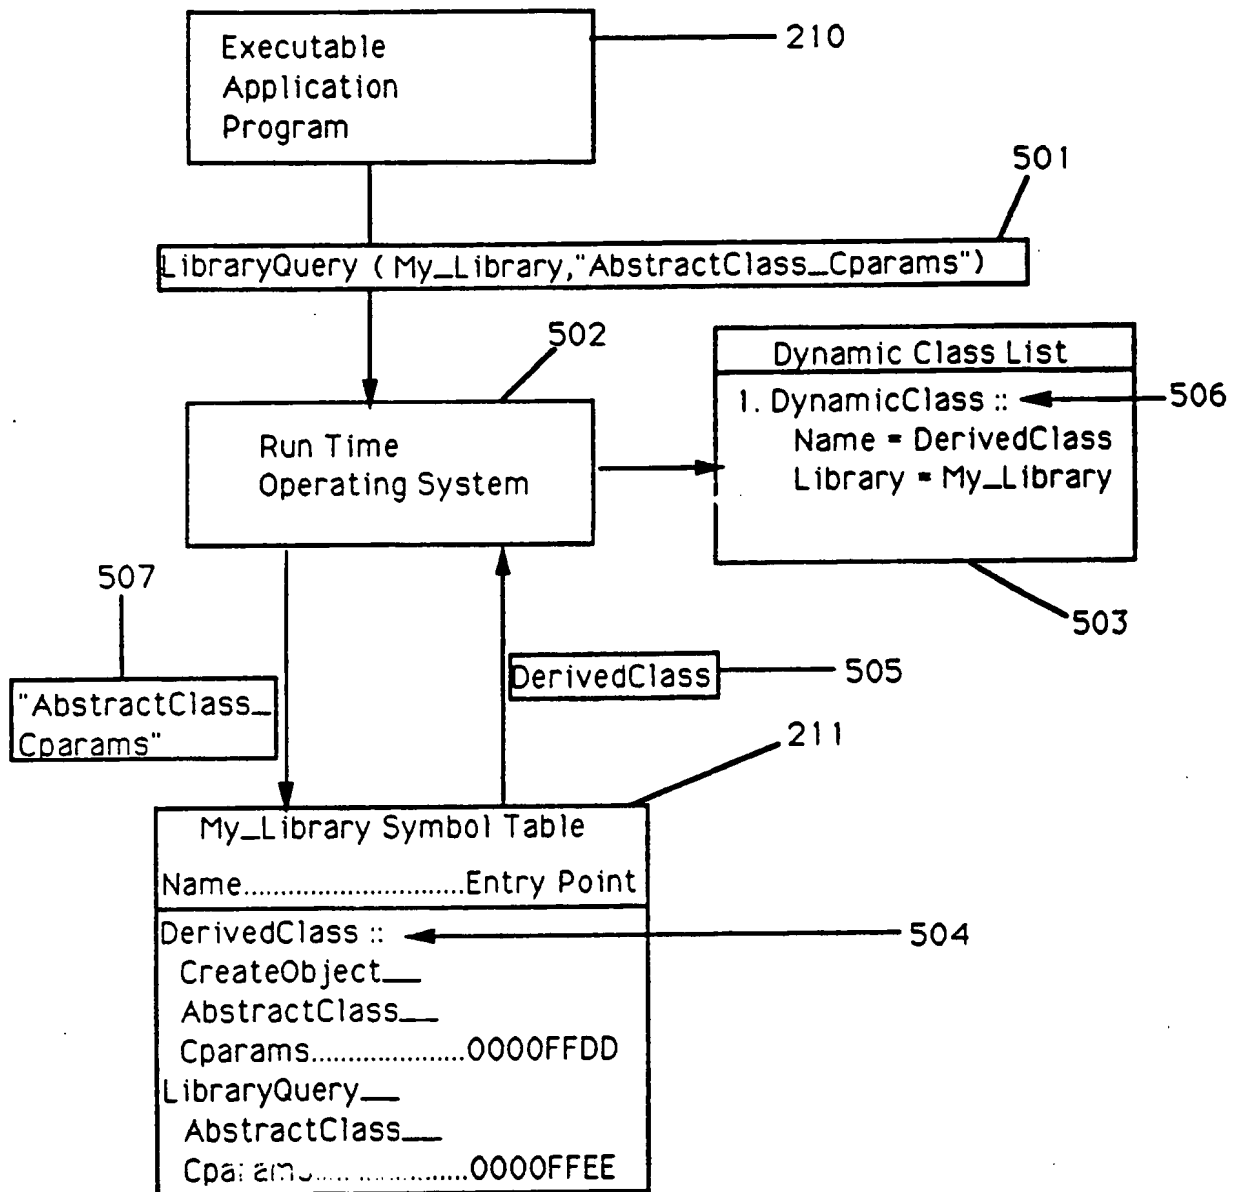 Executable
Application
Program
210
501
LibraryQuery ( My_Library,"AbstractClass_Cparams")
502
Run Time
Operating System
Dynamic Class List
1. DynamicClass ::
506
Name = DerivedClass
Library = My_Library
503
507
"AbstractClass_
Cparams"
DerivedClass
505
211
My_Library Symbol Table
Name..............................Entry Point
DerivedClass ::
504
CreateObject__
AbstractClass__
Cparams.....................0000FFDD
LibraryQuery__
AbstractClass__
0000FFEE